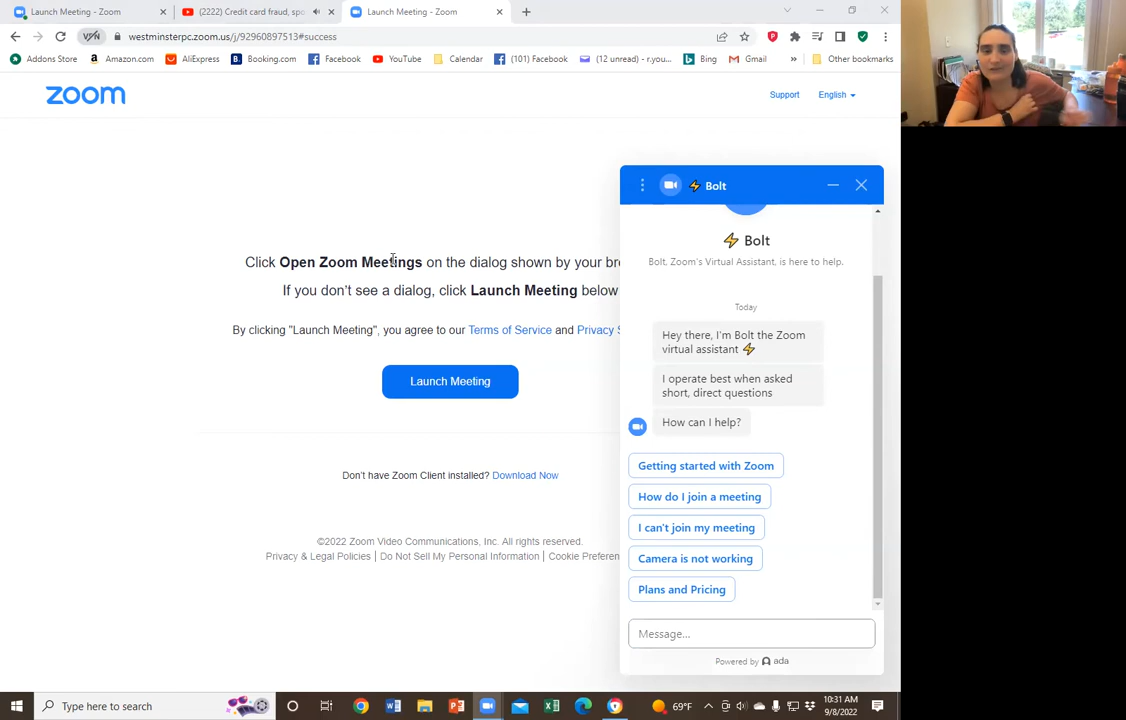 Launch Meeting - Zoom
(2222) Credit card fraud, spo
Launch Meeting - Zoom
VPN
westminsterpc.zoom.us/j/92960897513#success
Addons Store
Amazon.com
AliExpress
Booking.com
Facebook
YouTube
Calendar
(101) Facebook
(12 unread) - r.you...
Bing
Gmail
»
Other bookmarks
zoom
Support
English
Click Open Zoom Meetings on the dialog shown by your bro
If you don't see a dialog, click Launch Meeting below
By clicking "Launch Meeting", you agree to our Terms of Service and Privacy S
Launch Meeting
Don't have Zoom Client installed? Download Now
©2022 Zoom Video Communications, Inc. All rights reserved.
Privacy & Legal Policies | Do Not Sell My Personal Information | Cookie Preferen
⚡ Bolt
⚡ Bolt
Bolt, Zoom's Virtual Assistant, is here to help.
Today
Hey there, I'm Bolt the Zoom
virtual assistant ⚡
I operate best when asked
short, direct questions
How can I help?
Getting started with Zoom
How do I join a meeting
I can't join my meeting
Camera is not working
Plans and Pricing
Message...
Powered by ada
Type here to search
69°F
10:31 AM
9/8/2022